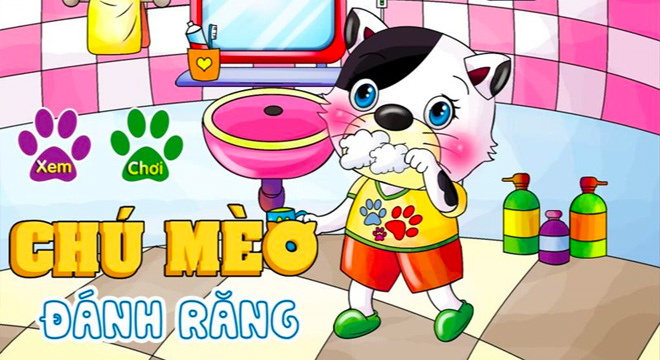 Xem
Chơi
CHÚ MÈO
ĐÁNH RĂNG